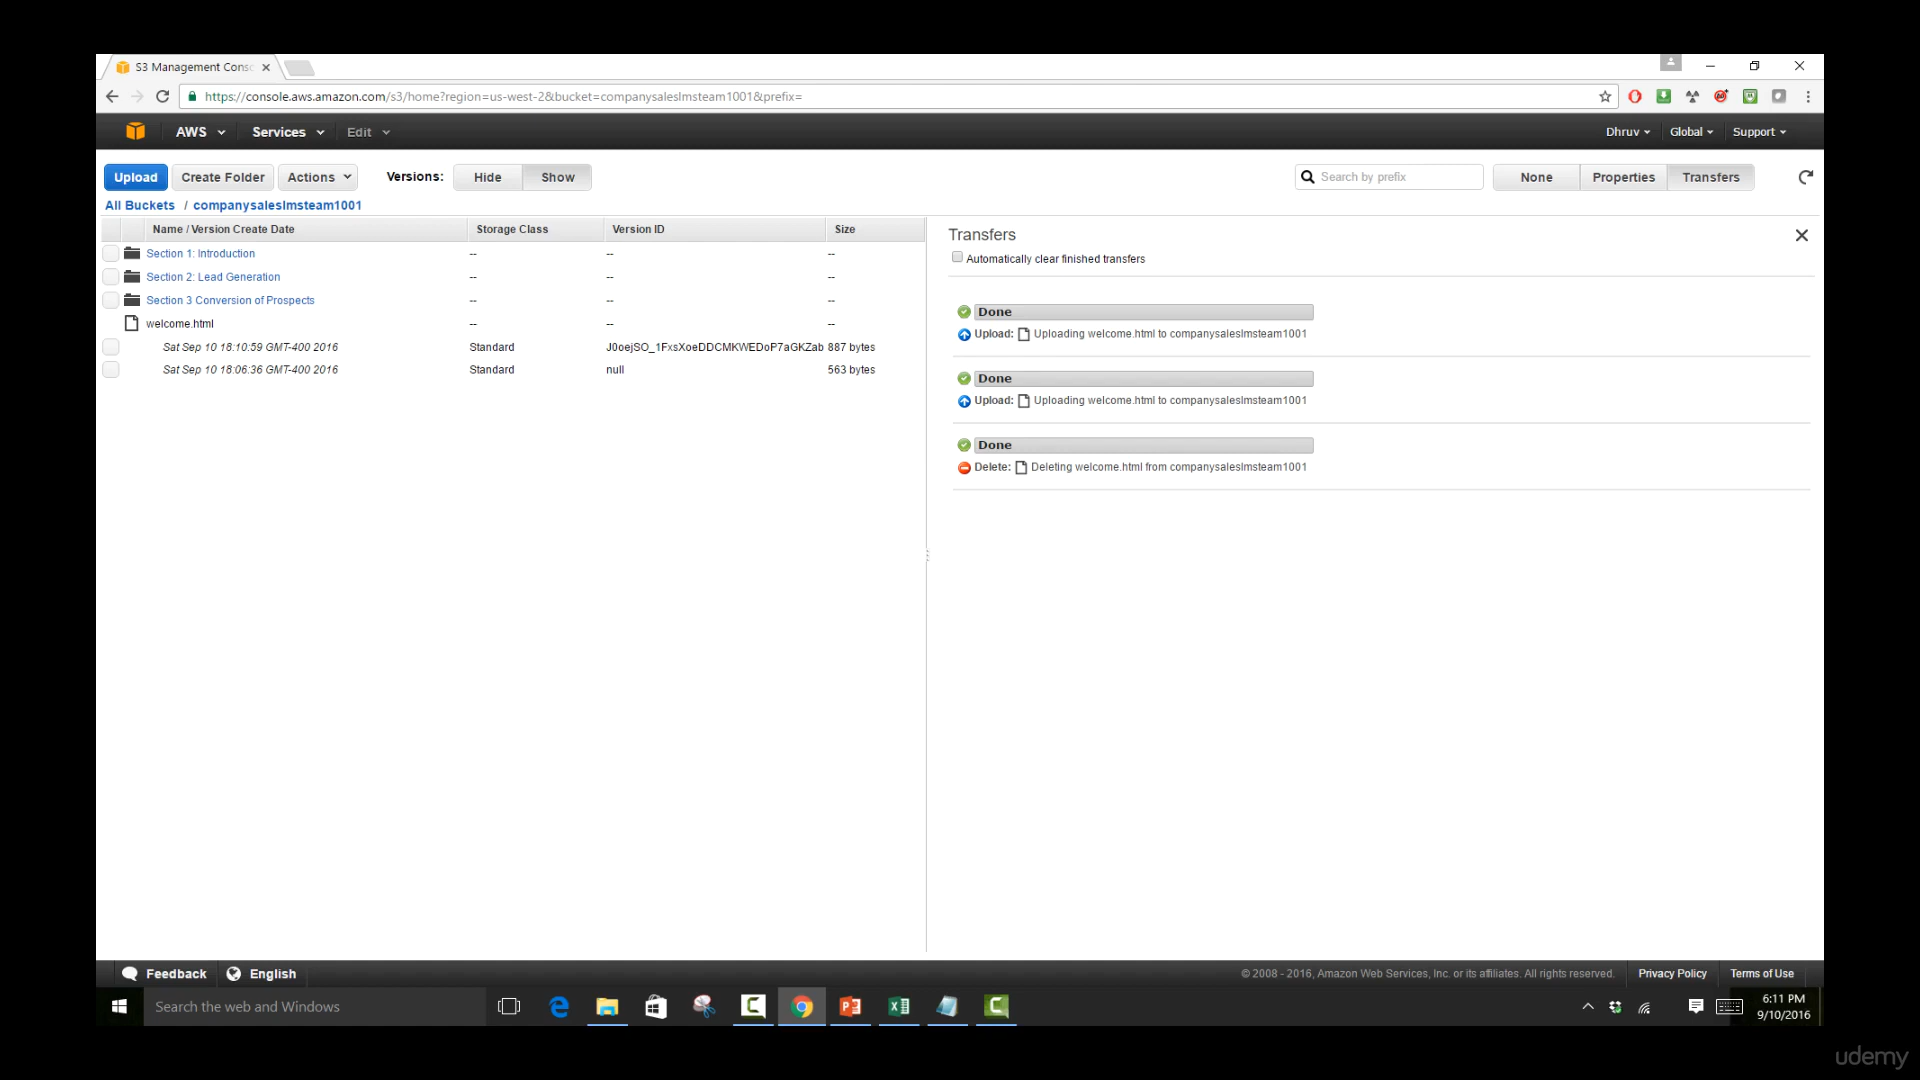 S3 Management Cons
https://console.aws.amazon.com/s3/home?region=us-west-2&bucket=companysaleslmsteam1001&prefix=
AWS Services Edit Dhruv Global Support
Upload Create Folder Actions Versions: Hide Show Search by prefix None Properties Transfers
All Buckets / companysaleslmsteam1001
Name / Version Create Date Storage Class Version ID Size
Section 1: Introduction -- -- --
Section 2: Lead Generation -- -- --
Section 3 Conversion of Prospects -- -- --
welcome.html -- -- --
Sat Sep 10 18:10:59 GMT-400 2016 Standard J0oejSO_1FxsXoeDDCMKWEDoP7aGKZab 887 bytes
Sat Sep 10 18:06:36 GMT-400 2016 Standard null 563 bytes
Transfers
Automatically clear finished transfers
Done
Upload: Uploading welcome.html to companysaleslmsteam1001
Done
Upload: Uploading welcome.html to companysaleslmsteam1001
Done
Delete: Deleting welcome.html from companysaleslmsteam1001
Feedback English © 2008 - 2016, Amazon Web Services, Inc. or its affiliates. All rights reserved. Privacy Policy Terms of Use
Search the web and Windows
6:11 PM
9/10/2016
udemy